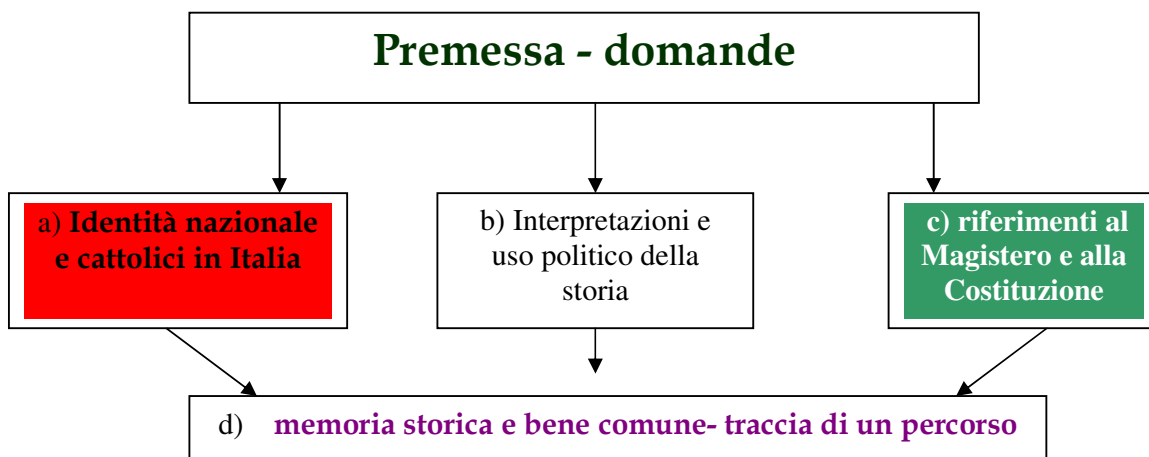 Premessa - domande
a) Identità nazionale
e cattolici in Italia
b) Interpretazioni e
uso politico della
storia
c) riferimenti al
Magistero e alla
Costituzione
d) memoria storica e bene comune- traccia di un percorso